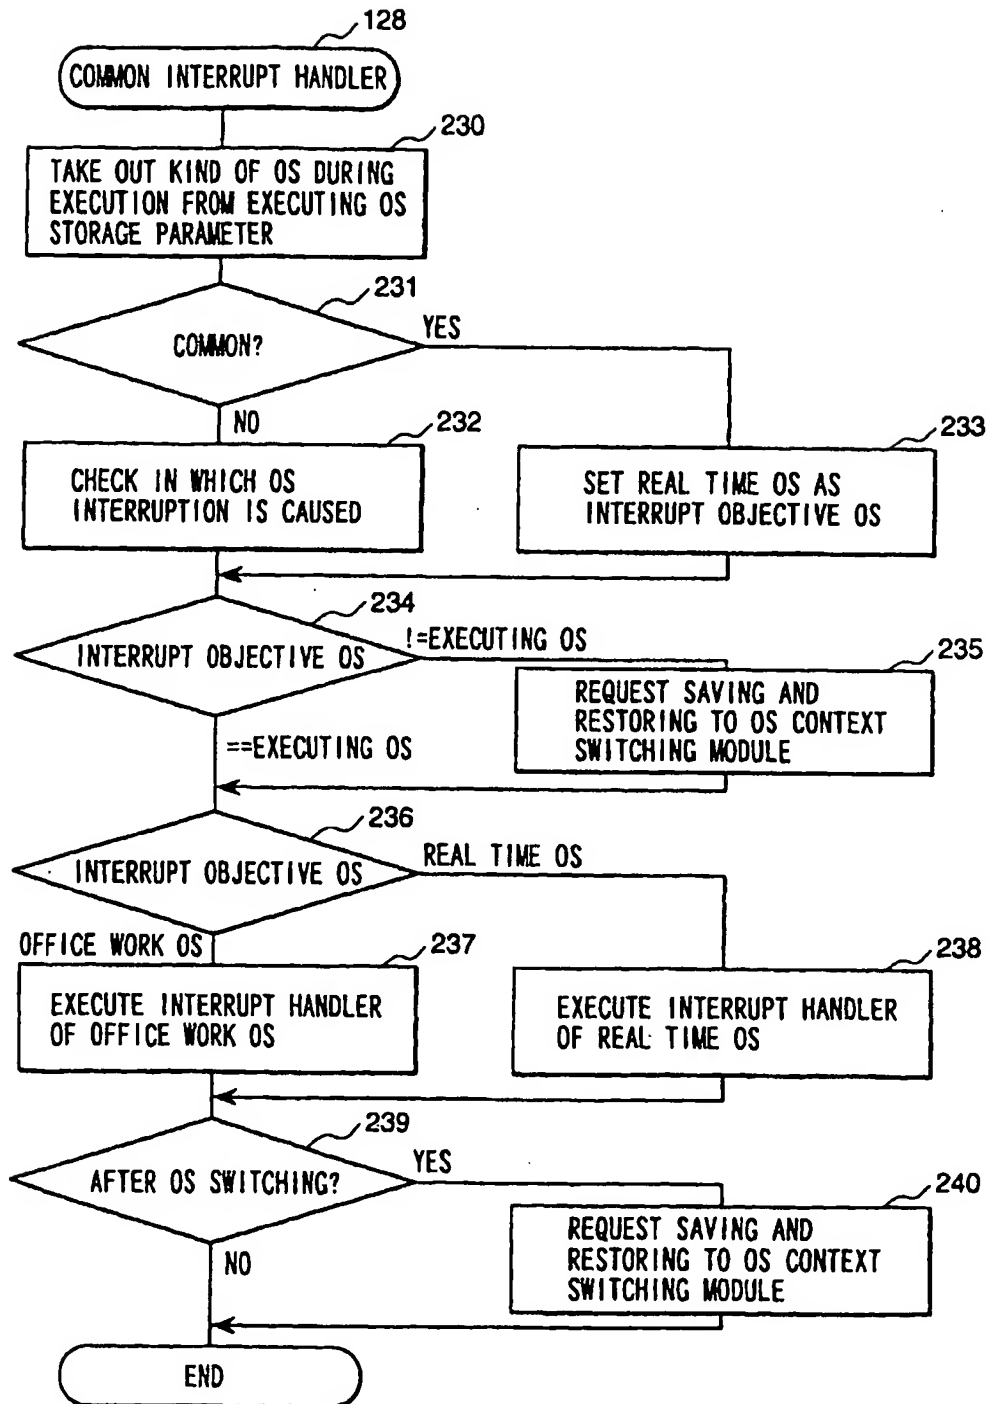 128
COMMON INTERRUPT HANDLER
230
TAKE OUT KIND OF OS DURING
EXECUTION FROM EXECUTING OS
STORAGE PARAMETER
231
COMMON?
YES
NO
232
CHECK IN WHICH OS
INTERRUPTION IS CAUSED
233
SET REAL TIME OS AS
INTERRUPT OBJECTIVE OS
234
INTERRUPT OBJECTIVE OS
!=EXECUTING OS
==EXECUTING OS
235
REQUEST SAVING AND
RESTORING TO OS CONTEXT
SWITCHING MODULE
236
INTERRUPT OBJECTIVE OS
REAL TIME OS
OFFICE WORK OS
237
EXECUTE INTERRUPT HANDLER
OF OFFICE WORK OS
238
EXECUTE INTERRUPT HANDLER
OF REAL TIME OS
239
AFTER OS SWITCHING?
YES
NO
240
REQUEST SAVING AND
RESTORING TO OS CONTEXT
SWITCHING MODULE
END